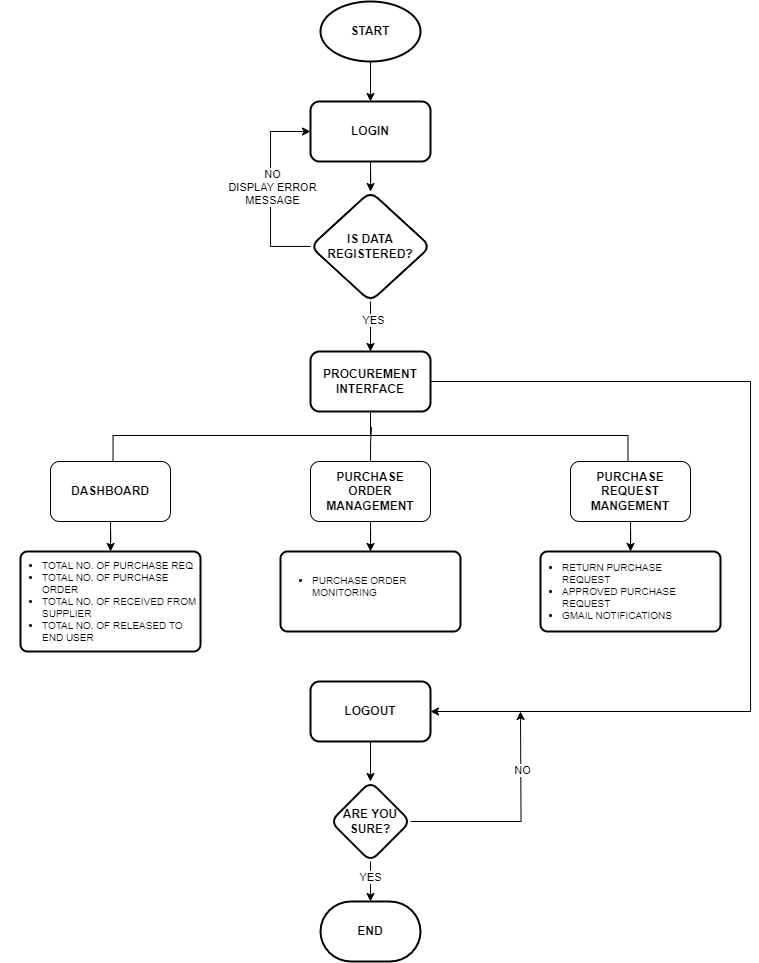 START
LOGIN
NO
DISPLAY ERROR
MESSAGE
IS DATA
REGISTERED?
YES
PROCUREMENT
INTERFACE
DASHBOARD
PURCHASE
ORDER
MANAGEMENT
PURCHASE
REQUEST
MANGEMENT
• TOTAL NO. OF PURCHASE REQ
• TOTAL NO. OF PURCHASE
ORDER
• TOTAL NO. OF RECEIVED FROM
SUPPLIER
• TOTAL NO. OF RELEASED TO
END USER
• PURCHASE ORDER
MONITORING
• RETURN PURCHASE
REQUEST
• APPROVED PURCHASE
REQUEST
• GMAIL NOTIFICATIONS
LOGOUT
NO
ARE YOU
SURE?
YES
END